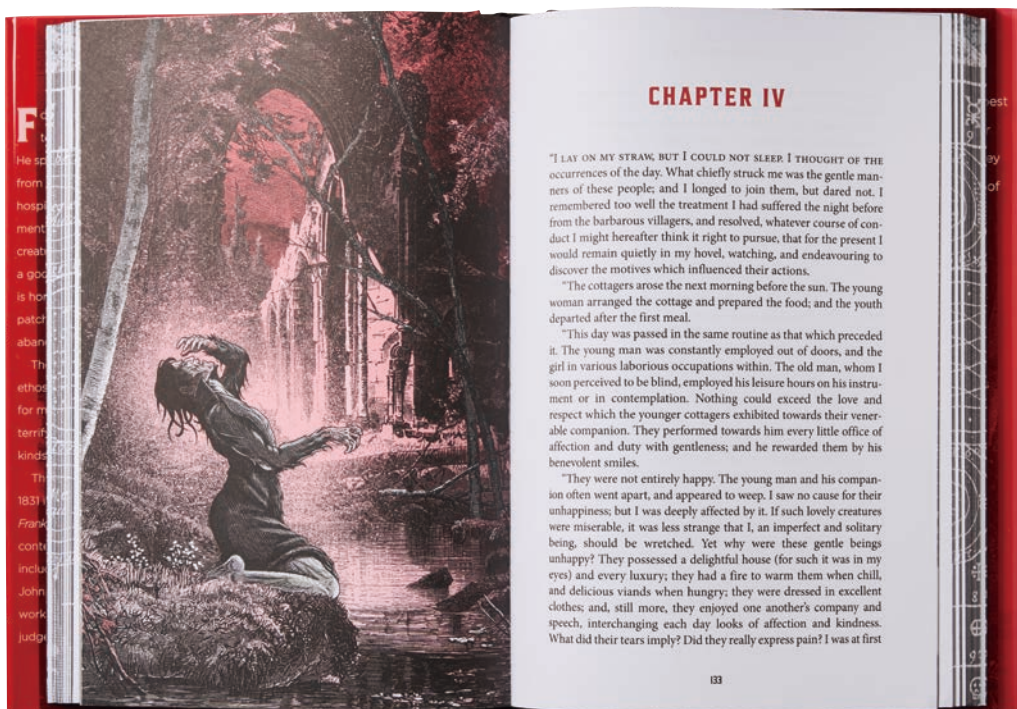 F
He sp
from
hospi
ment
creat
a goo
is hor
patch
aban
Th
ethos
for m
terrif
kinds
Th
1831
Frank
conte
inclu
John
work
judge
CHAPTER IV
"I LAY ON MY STRAW, BUT I COULD NOT SLEEP. I THOUGHT OF THE
occurrences of the day. What chiefly struck me was the gentle man-
ners of these people; and I longed to join them, but dared not. I
remembered too well the treatment I had suffered the night before
from the barbarous villagers, and resolved, whatever course of con-
duct I might hereafter think it right to pursue, that for the present I
would remain quietly in my hovel, watching, and endeavouring to
discover the motives which influenced their actions.
"The cottagers arose the next morning before the sun. The young
woman arranged the cottage and prepared the food; and the youth
departed after the first meal.
"This day was passed in the same routine as that which preceded
it. The young man was constantly employed out of doors, and the
girl in various laborious occupations within. The old man, whom I
soon perceived to be blind, employed his leisure hours on his instru-
ment or in contemplation. Nothing could exceed the love and
respect which the younger cottagers exhibited towards their vener-
able companion. They performed towards him every little office of
affection and duty with gentleness; and he rewarded them by his
benevolent smiles.
"They were not entirely happy. The young man and his compan-
ion often went apart, and appeared to weep. I saw no cause for their
unhappiness; but I was deeply affected by it. If such lovely creatures
were miserable, it was less strange that I, an imperfect and solitary
being, should be wretched. Yet why were these gentle beings
unhappy? They possessed a delightful house (for such it was in my
eyes) and every luxury; they had a fire to warm them when chill,
and delicious viands when hungry; they were dressed in excellent
clothes; and, still more, they enjoyed one another's company and
speech, interchanging each day looks of affection and kindness.
What did their tears imply? Did they really express pain? I was at first
133
best
of